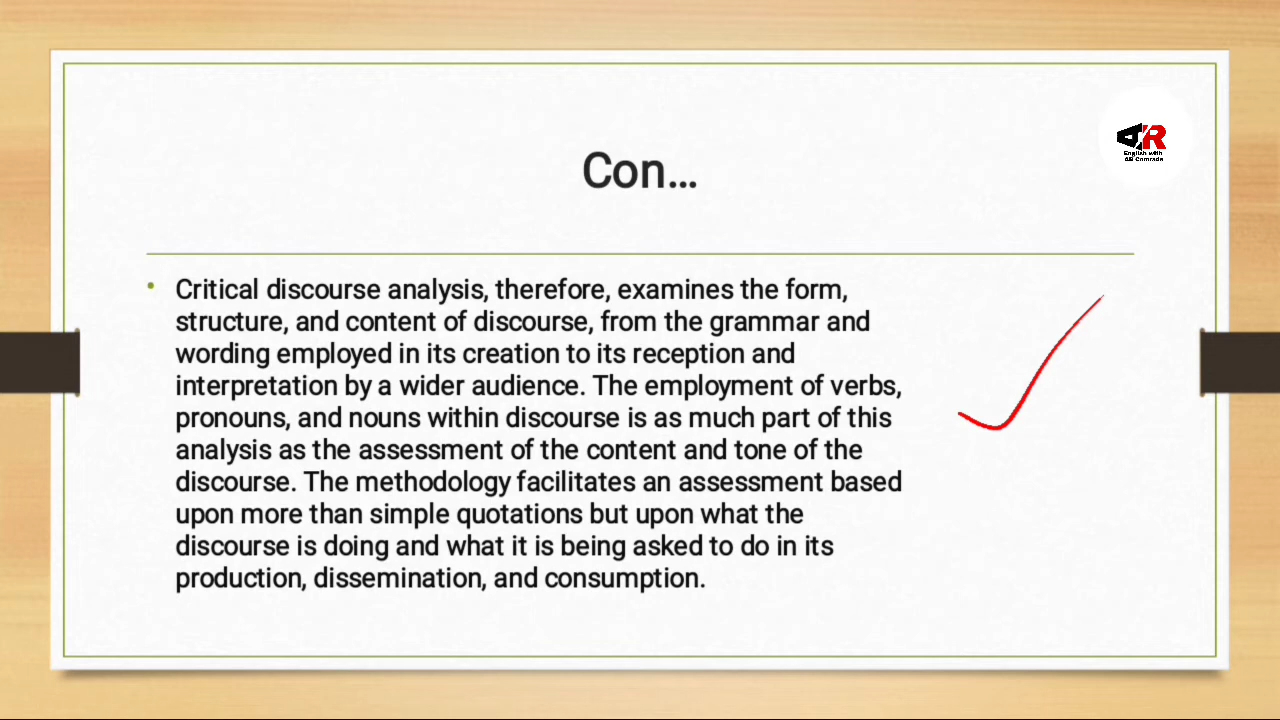 AR
English with
AR Comrade
Con...
• Critical discourse analysis, therefore, examines the form,
structure, and content of discourse, from the grammar and
wording employed in its creation to its reception and
interpretation by a wider audience. The employment of verbs,
pronouns, and nouns within discourse is as much part of this
analysis as the assessment of the content and tone of the
discourse. The methodology facilitates an assessment based
upon more than simple quotations but upon what the
discourse is doing and what it is being asked to do in its
production, dissemination, and consumption.